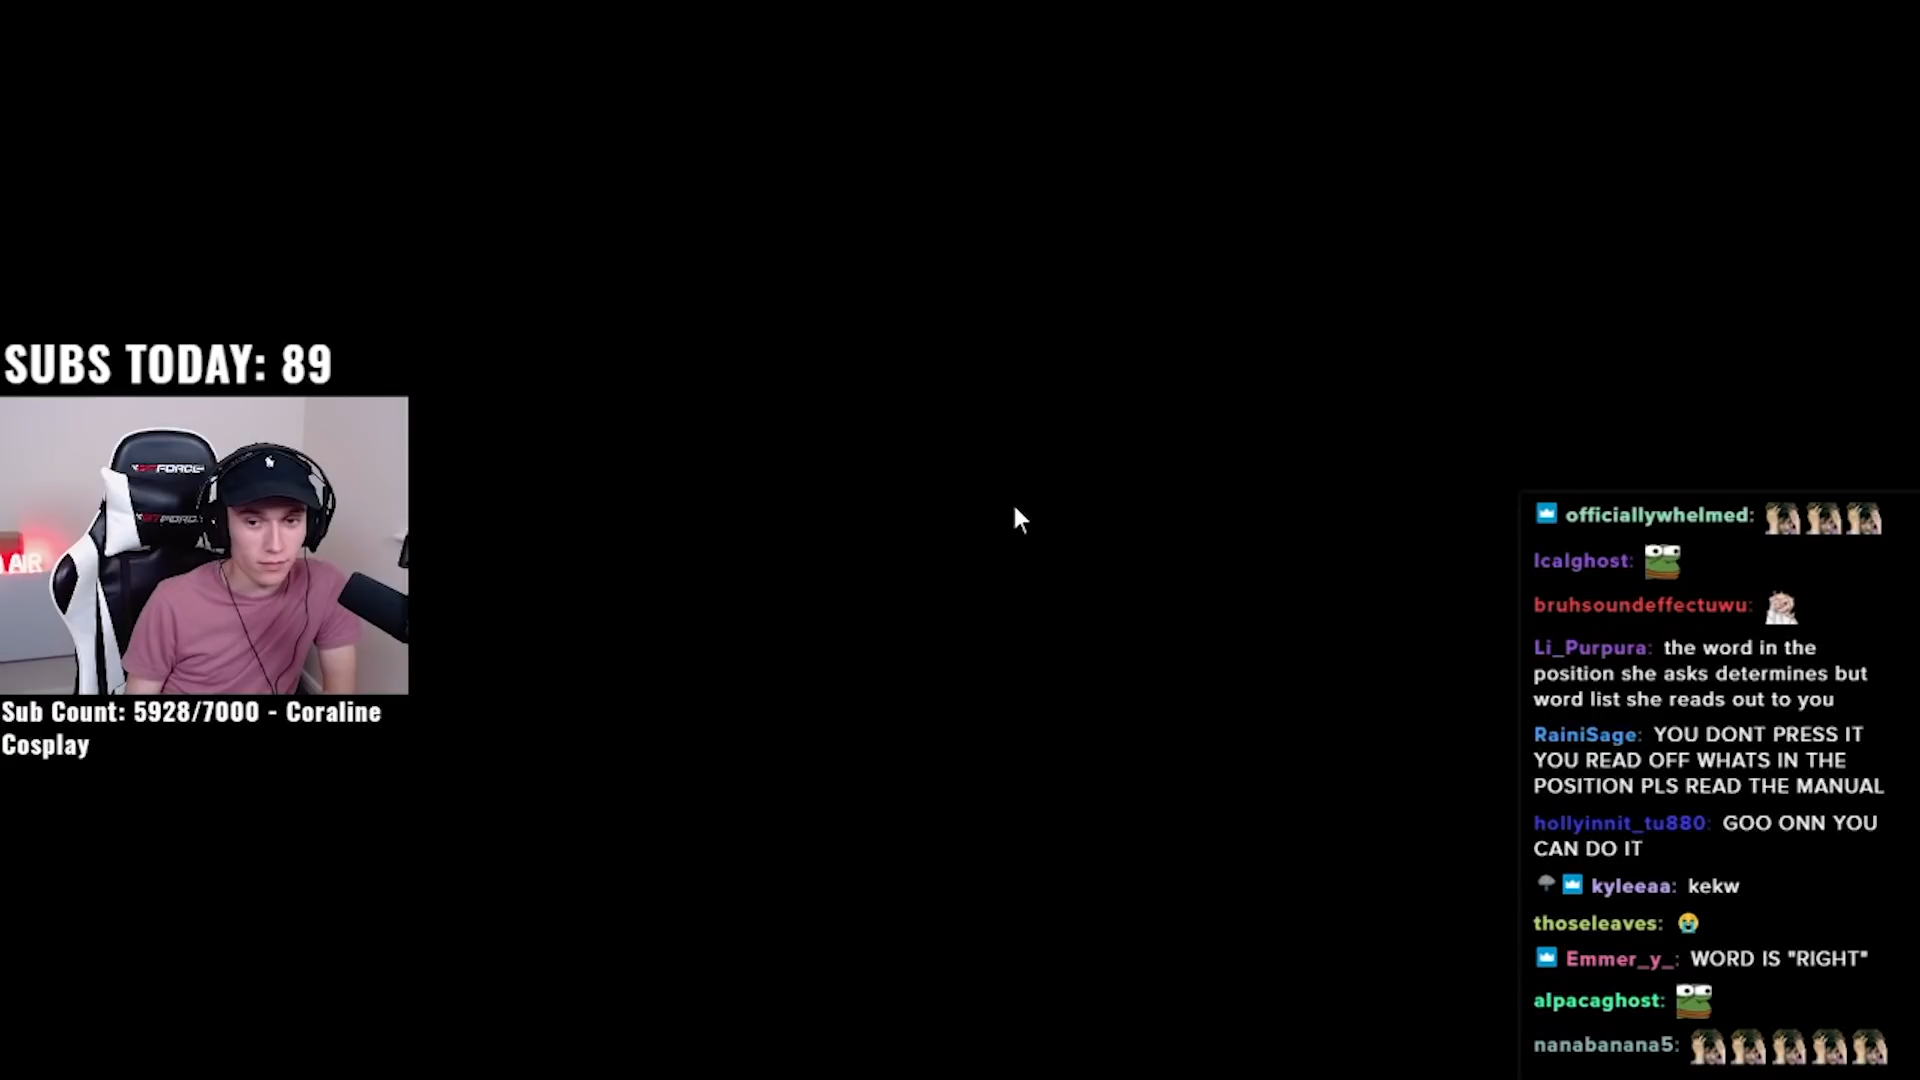 SUBS TODAY: 89
GTFORCE
GTFORCE
AIR
Sub Count: 5928/7000 - Coraline
Cosplay
officiallywhelmed:
lcalghost:
bruhsoundeffectuwu:
Li_Purpura: the word in the
position she asks determines but
word list she reads out to you
RainiSage: YOU DONT PRESS IT
YOU READ OFF WHATS IN THE
POSITION PLS READ THE MANUAL
hollyinnit_tu880: GOO ONN YOU
CAN DO IT
kyleeaa: kekw
thoseleaves:
Emmer_y_: WORD IS "RIGHT"
alpacaghost:
nanabanana5: